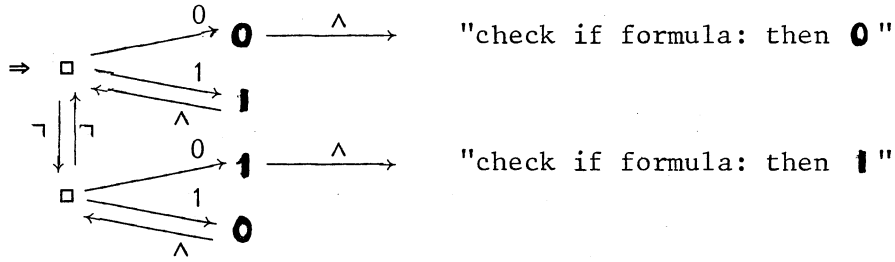 0 0 ∧ "check if formula: then 0"
⇒ □ 1
1
∧
¬ ¬
0 1 ∧ "check if formula: then 1"
□ 1
0
∧